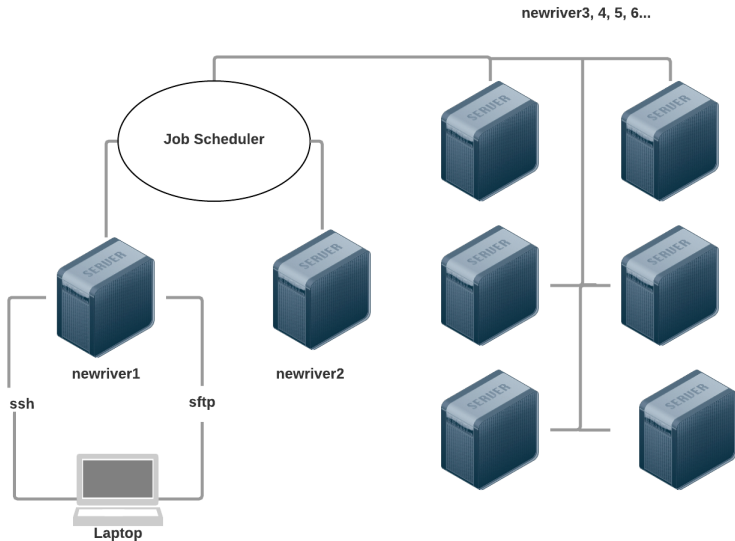 newriver3, 4, 5, 6...
Job Scheduler
SERVER
SERVER
SERVER
SERVER
SERVER
SERVER
SERVER
SERVER
newriver1
newriver2
ssh
sftp
Laptop